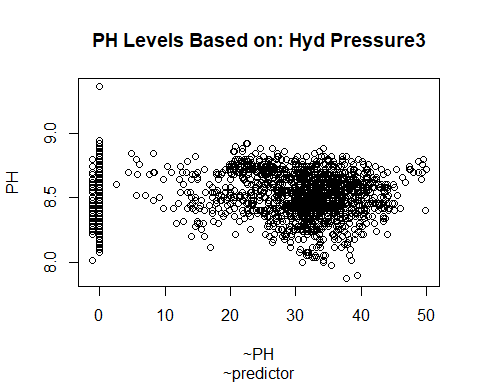 PH Levels Based on: Hyd Pressure3
PH
9.0
8.5
8.0
0 10 20 30 40 50
~PH
~predictor